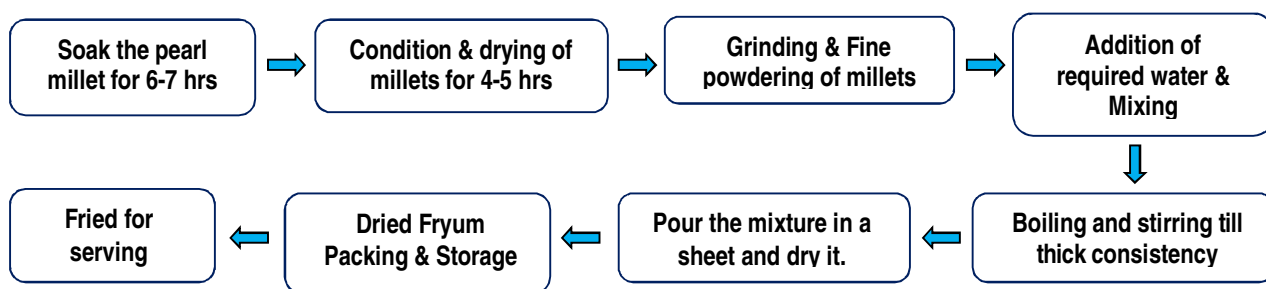 Soak the pearl
millet for 6-7 hrs
Condition & drying of
millets for 4-5 hrs
Grinding & Fine
powdering of millets
Addition of
required water &
Mixing
Boiling and stirring till
thick consistency
Pour the mixture in a
sheet and dry it.
Dried Fryum
Packing & Storage
Fried for
serving